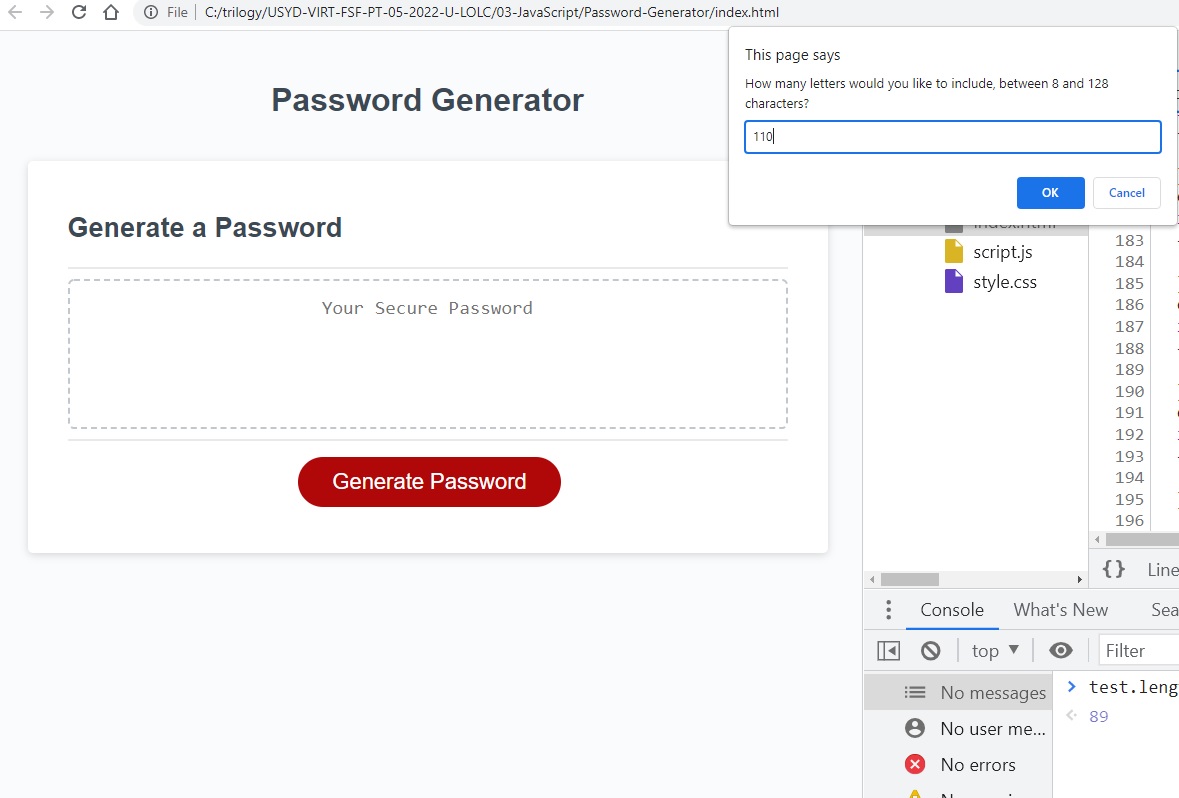 File C:/trilogy/USYD-VIRT-FSF-PT-05-2022-U-LOLC/03-JavaScript/Password-Generator/index.html
This page says
How many letters would you like to include, between 8 and 128
characters?
110
OK Cancel
Password Generator
Generate a Password
Your Secure Password
Generate Password
index.html
script.js
style.css
183
184
185
186
187
188
189
190
191
192
193
194
195
196
{} Line
Console What's New Sea
top Filter
No messages
No user me...
No errors
test.leng
89